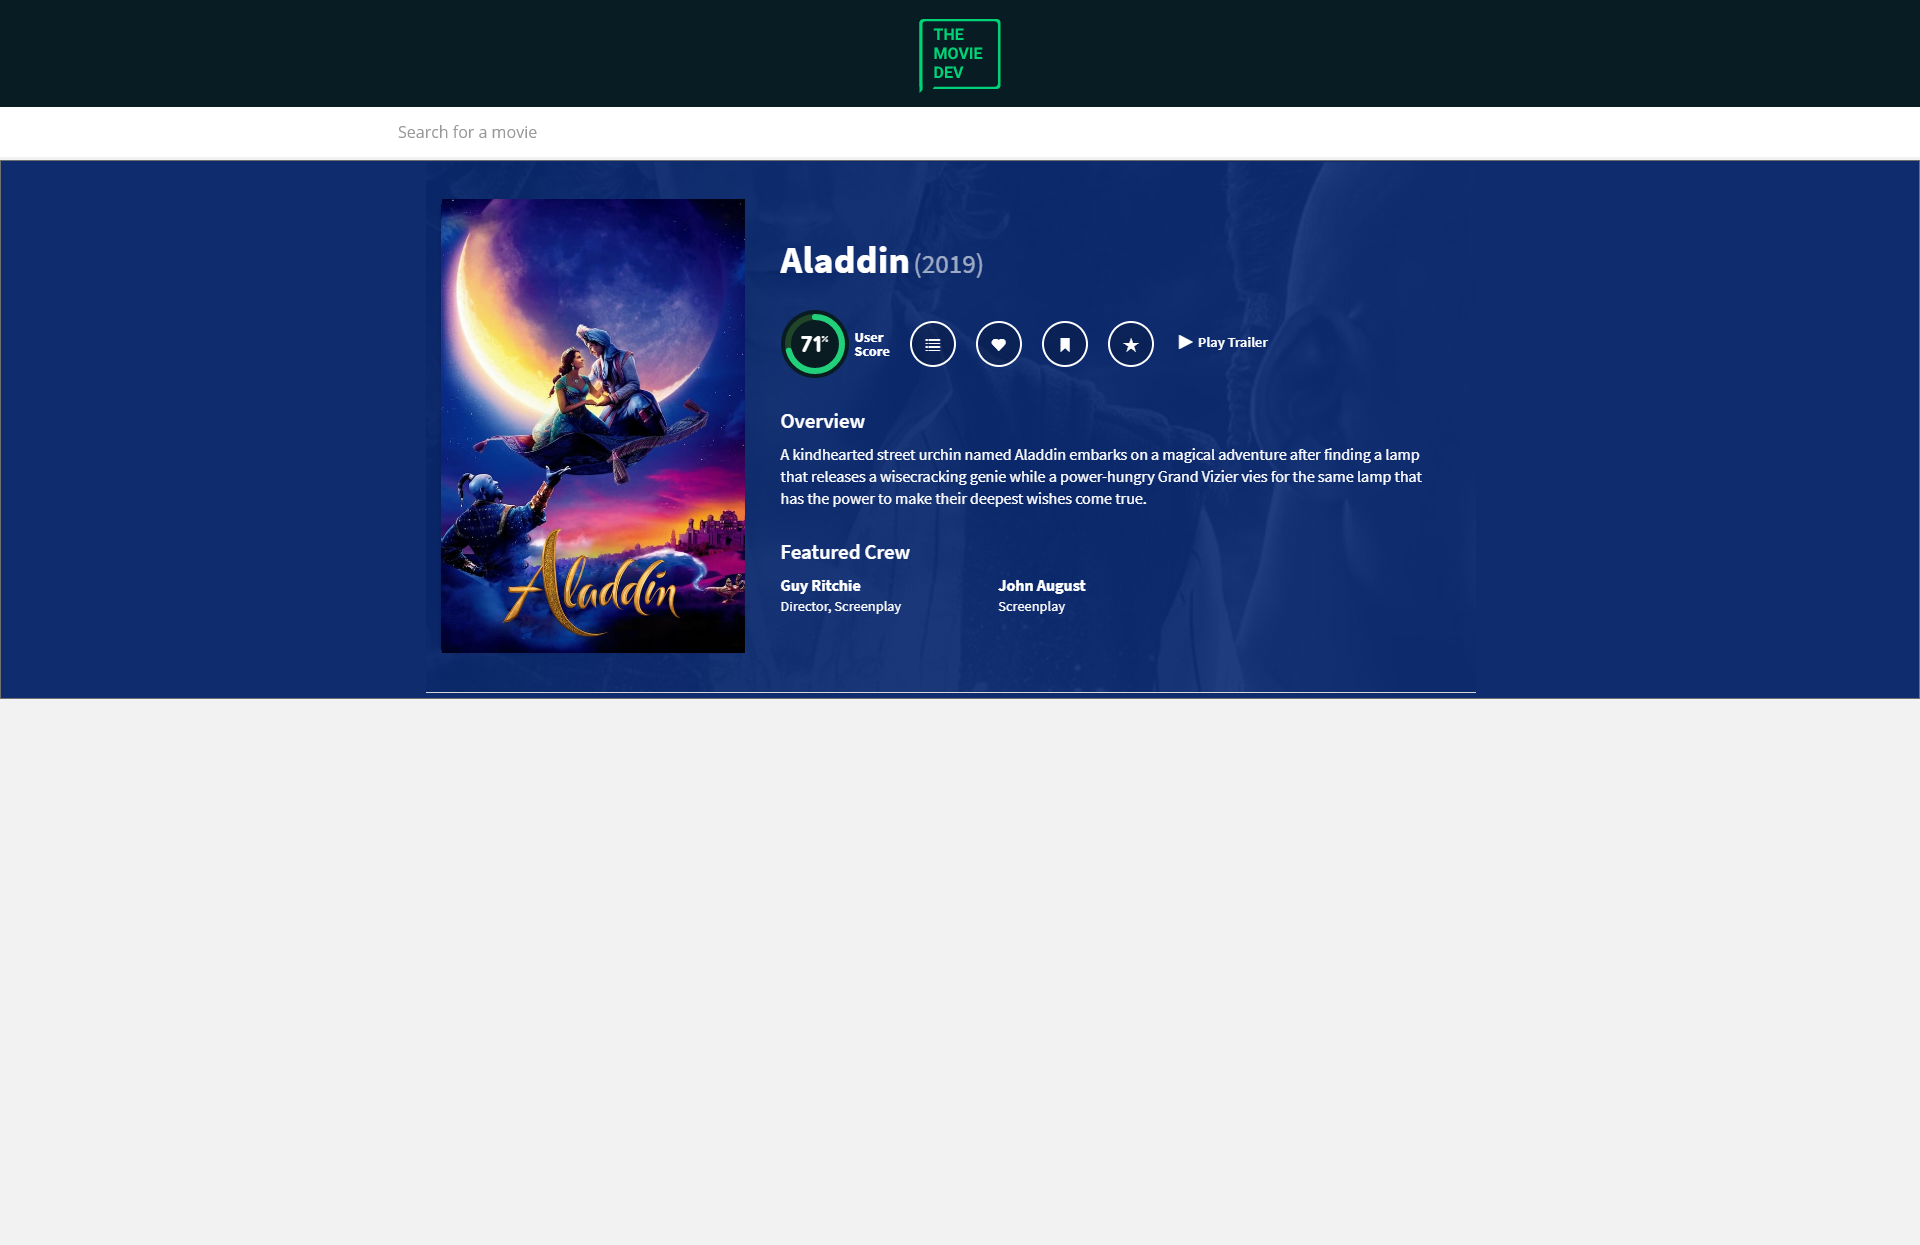 THE
MOVIE
DEV
Search for a movie
Aladdin (2019)
71%
User
Score
Play Trailer
Overview
A kindhearted street urchin named Aladdin embarks on a magical adventure after finding a lamp
that releases a wisecracking genie while a power-hungry Grand Vizier vies for the same lamp that
has the power to make their deepest wishes come true.
Featured Crew
Guy Ritchie
Director, Screenplay
John August
Screenplay
Aladdin